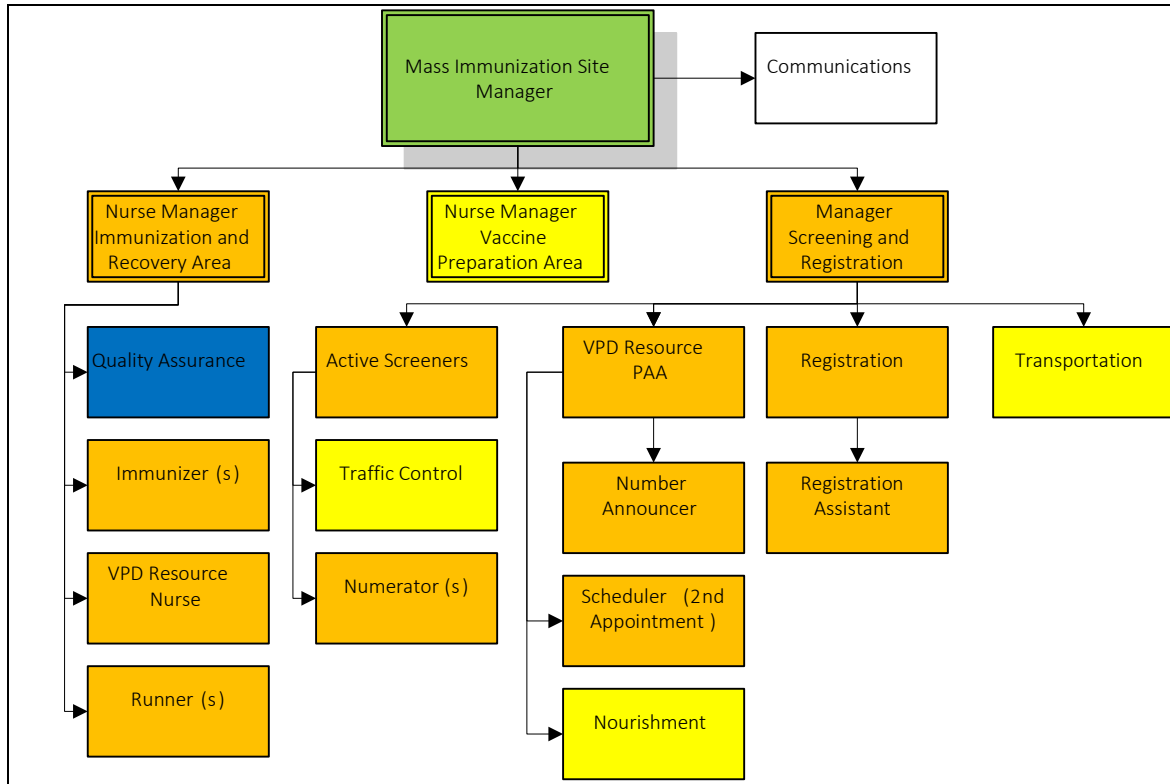 Mass Immunization Site
Manager
Communications
Nurse Manager
Immunization and
Recovery Area
Nurse Manager
Vaccine
Preparation Area
Manager
Screening and
Registration
Quality Assurance
Active Screeners
VPD Resource
PAA
Registration
Transportation
Immunizer (s)
Traffic Control
Number
Announcer
Registration
Assistant
VPD Resource
Nurse
Numerator (s)
Scheduler (2nd
Appointment )
Runner (s)
Nourishment